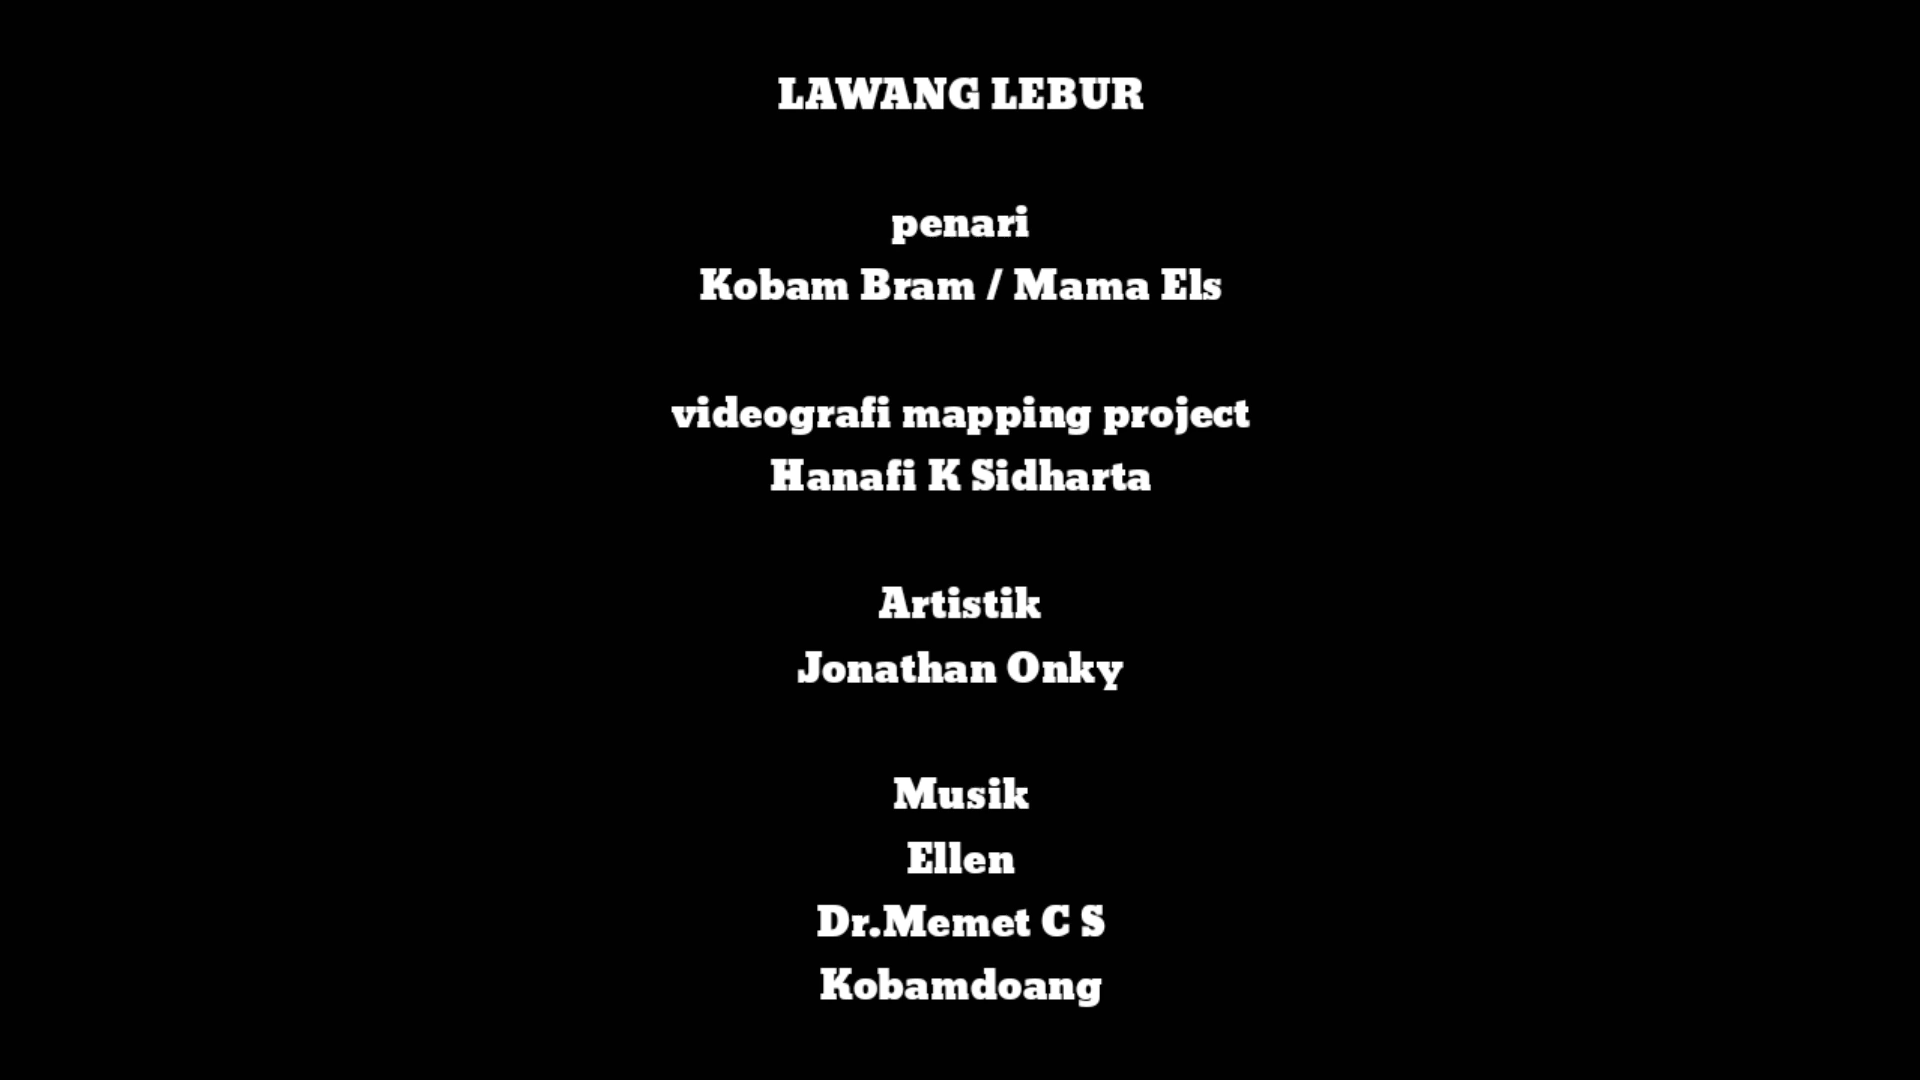 LAWANG LEBUR
penari
Kobam Bram / Mama Els
videografi mapping project
Hanafi K Sidharta
Artistik
Jonathan Onky
Musik
Ellen
Dr.Memet C S
Kobamdoang